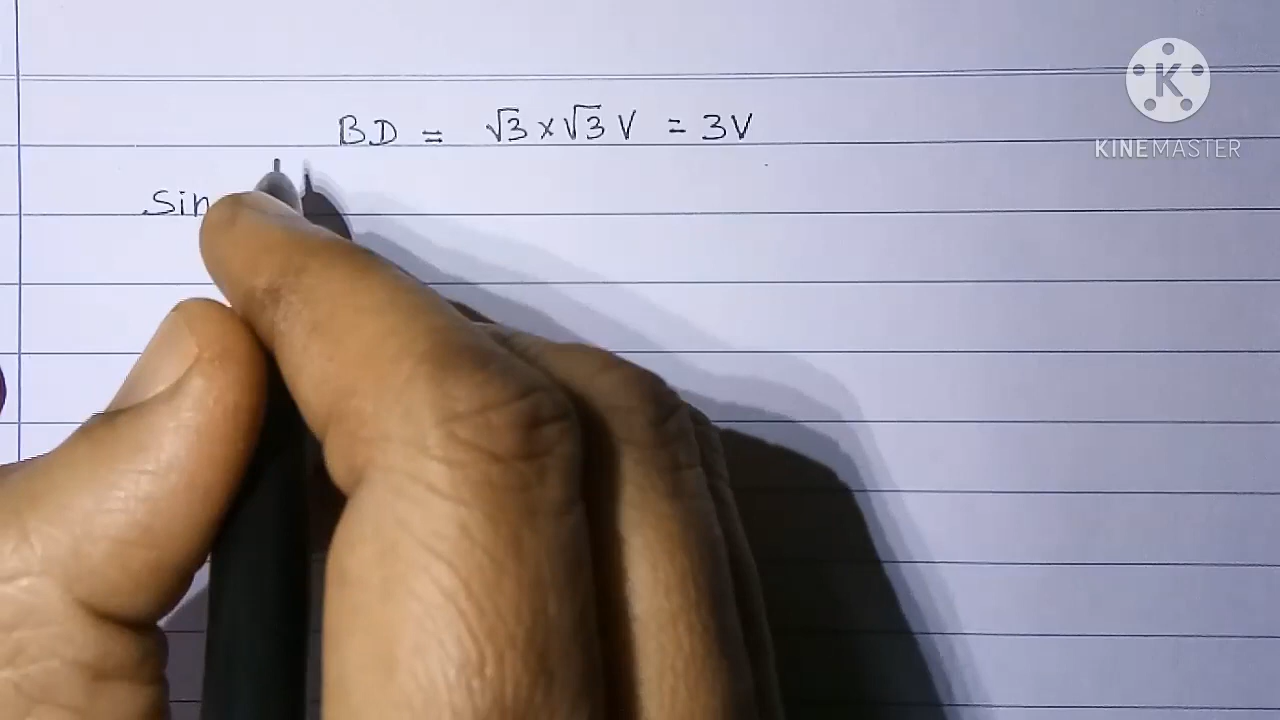 BD = √3 x √3 V = 3V
Sin
K
KINEMASTER